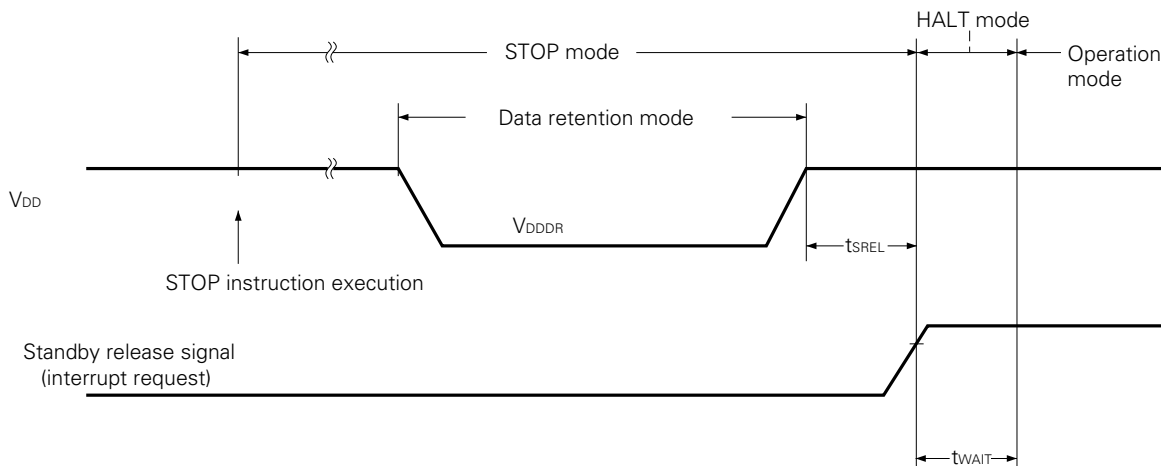 HALT mode
STOP mode
Operation
mode
Data retention mode
VDD
VDDDR
tSREL
STOP instruction execution
Standby release signal
(interrupt request)
tWAIT